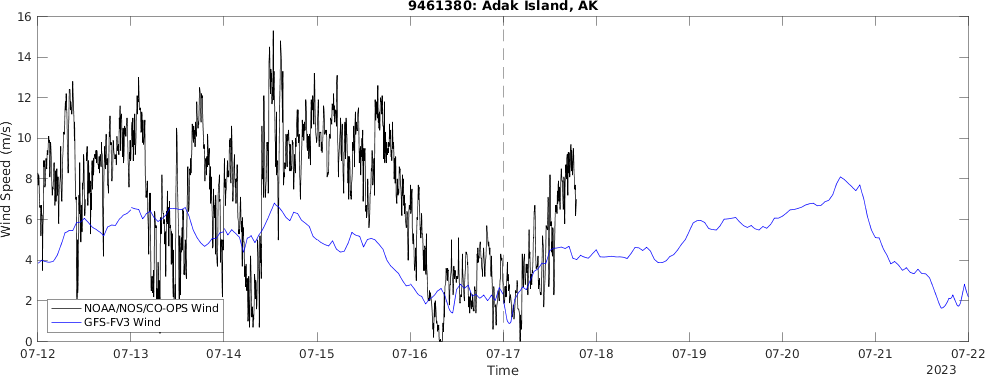 9461380: Adak Island, AK
Wind Speed (m/s)
16
14
12
10
8
6
4
2
0
NOAA/NOS/CO-OPS Wind
GFS-FV3 Wind
07-12 07-13 07-14 07-15 07-16 07-17 07-18 07-19 07-20 07-21 07-22
Time
2023